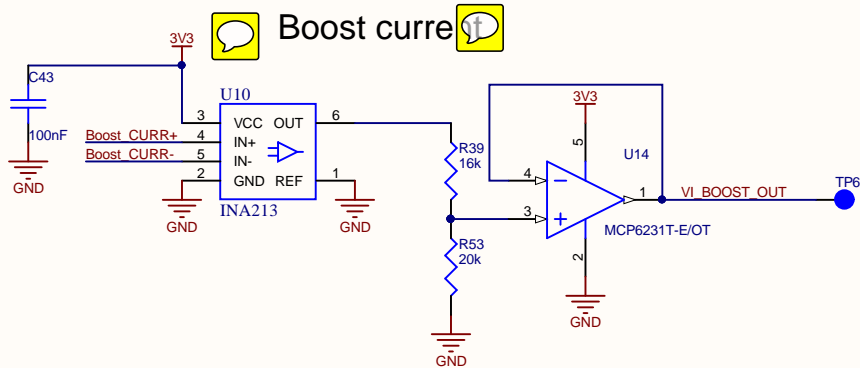 Boost current
3V3
C43
100nF
GND
U10
3 VCC OUT 6
Boost_CURR+ 4 IN+
Boost_CURR- 5 IN-
2 GND REF 1
INA213
GND
GND
R39
16k
R53
20k
GND
3V3
5
U14
4
3
1 VI_BOOST_OUT
TP6
MCP6231T-E/OT
2
GND